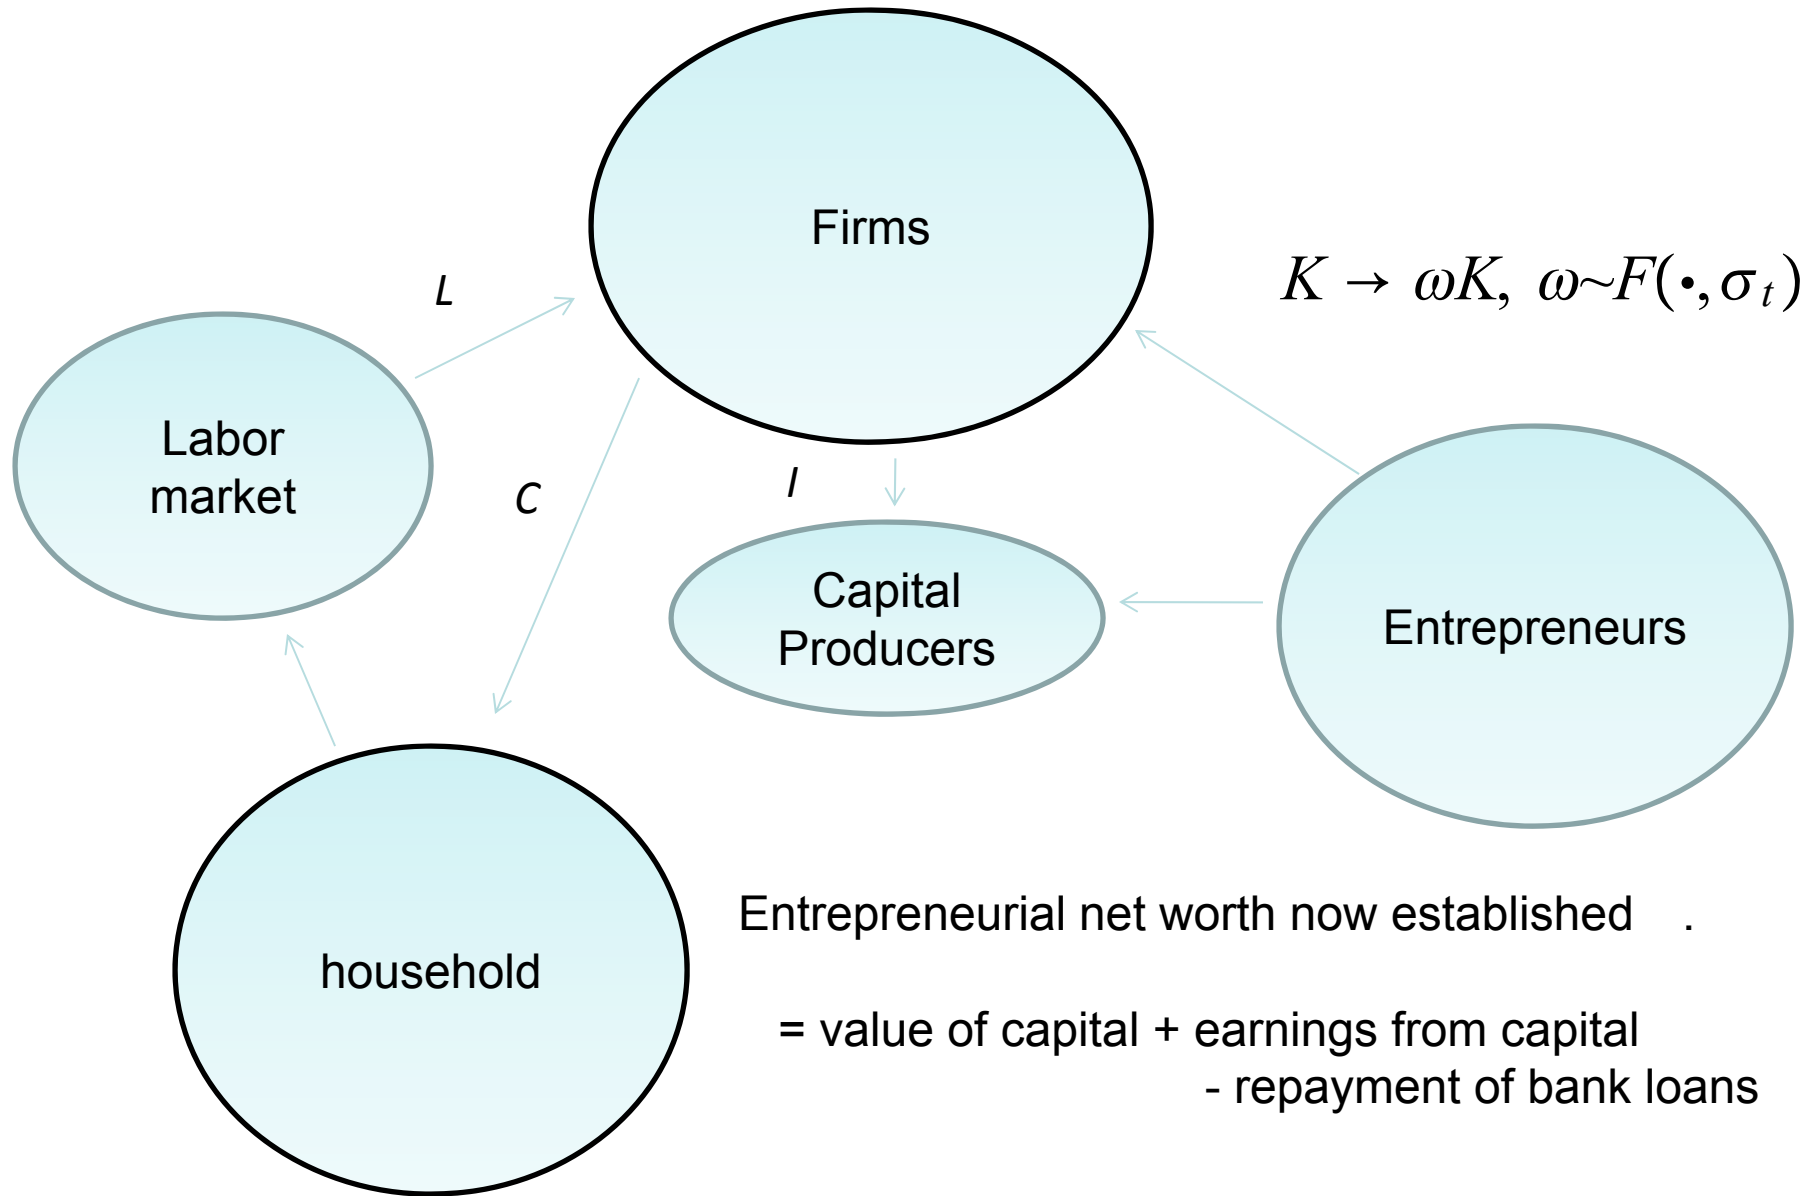 Firms
K → ωK, ω~F(•,σ_t)
L
Labor
market
C
I
Capital
Producers
Entrepreneurs
household
Entrepreneurial net worth now established .
= value of capital + earnings from capital
- repayment of bank loans